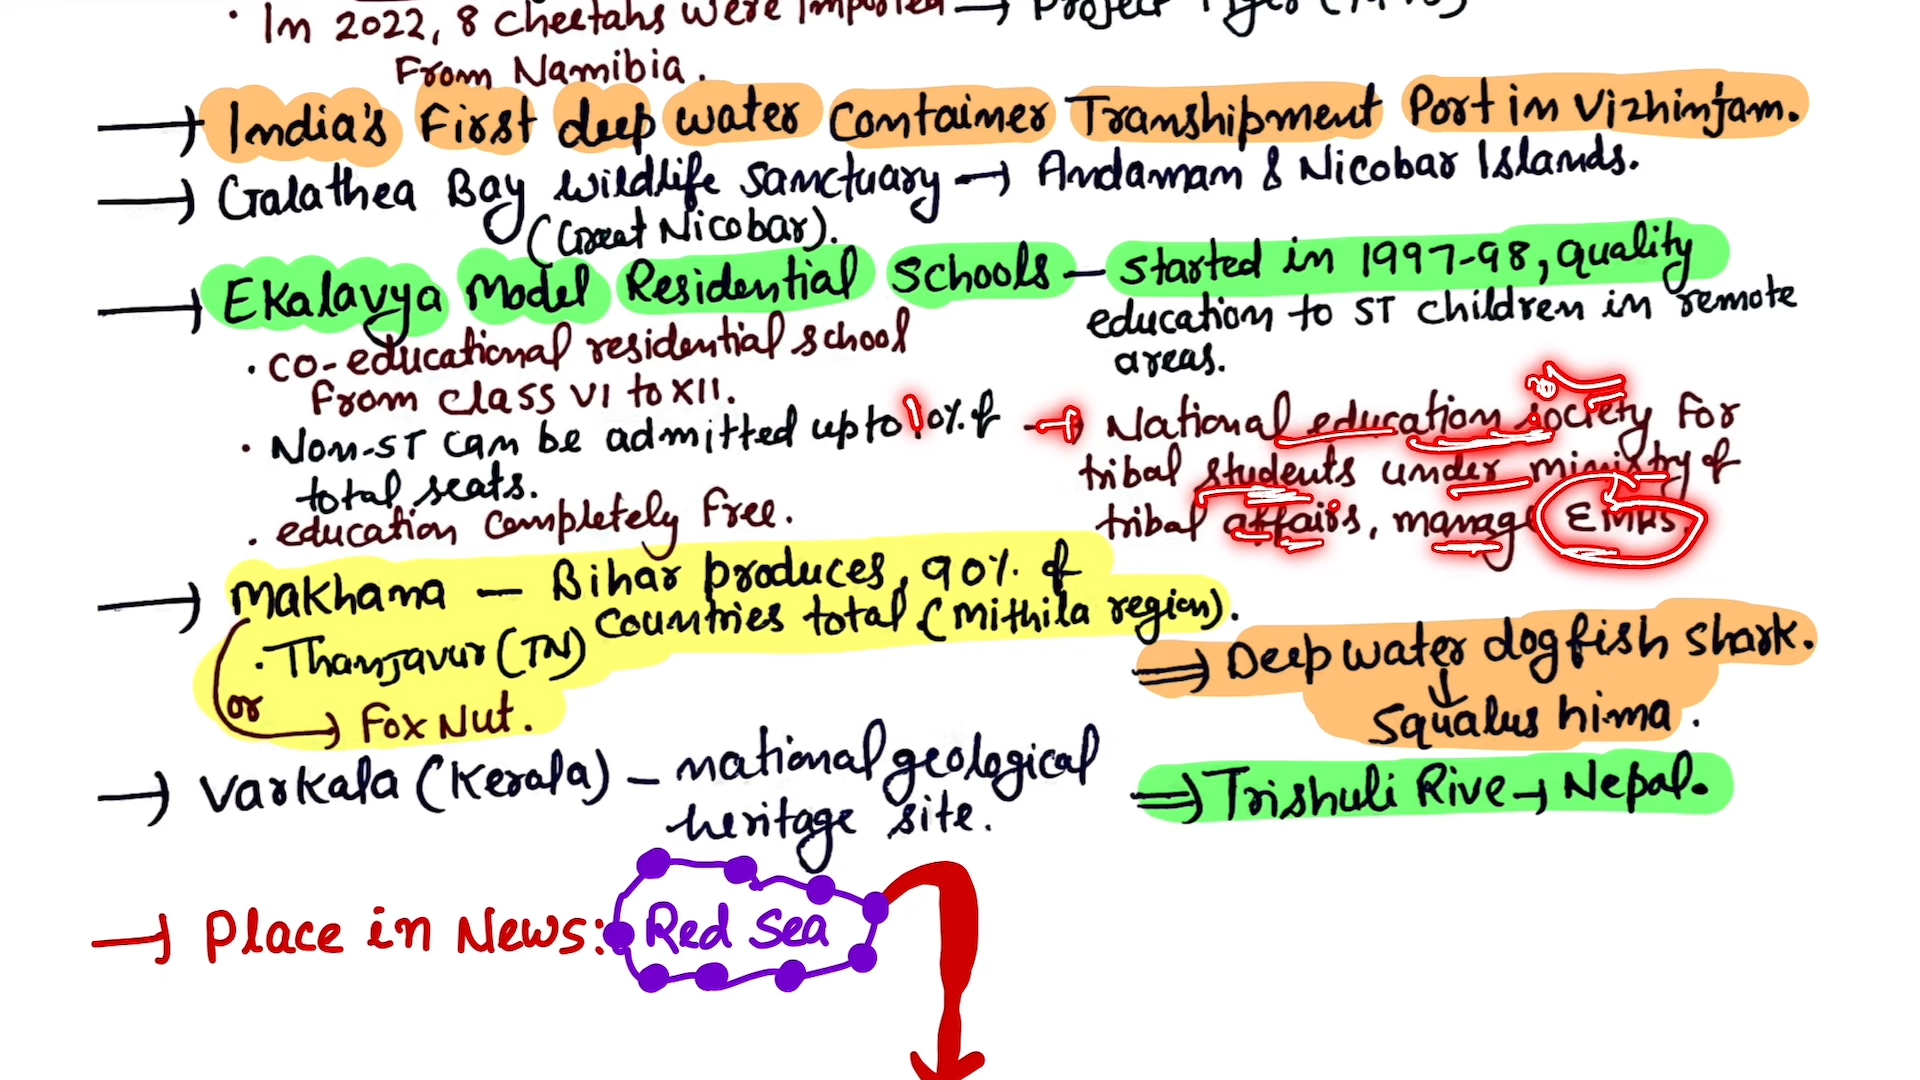 · In 2022, 8 Cheetahs were imported → Project Tiger
From Namibia.
→ India's First deep water Container Transhipment Port in Vizhinjam.
→ Galathea Bay wildlife Sanctuary → Andaman & Nicobar Islands.
(Great Nicobar).
→ Ekalavya Model Residential Schools – started in 1997-98, quality
education to ST children in remote
areas.
· co-educational residential school
From class VI to XII.
· Non-ST can be admitted upto 10% of
total seats.
· education completely free.
→ National education society For
tribal students under ministry of
tribal affairs, manage EMRS.
→ Makhana – Bihar produces, 90% of
Countries total (Mithila region).
· Thanjavur (TN)
or → Fox Nut.
⇒ Deep water dogfish shark.
↓
Squalus hima.
→ Varkala (Kerala) – national geological
heritage site.
⇒ Trishuli Rive → Nepal.
→ Place in News: Red Sea